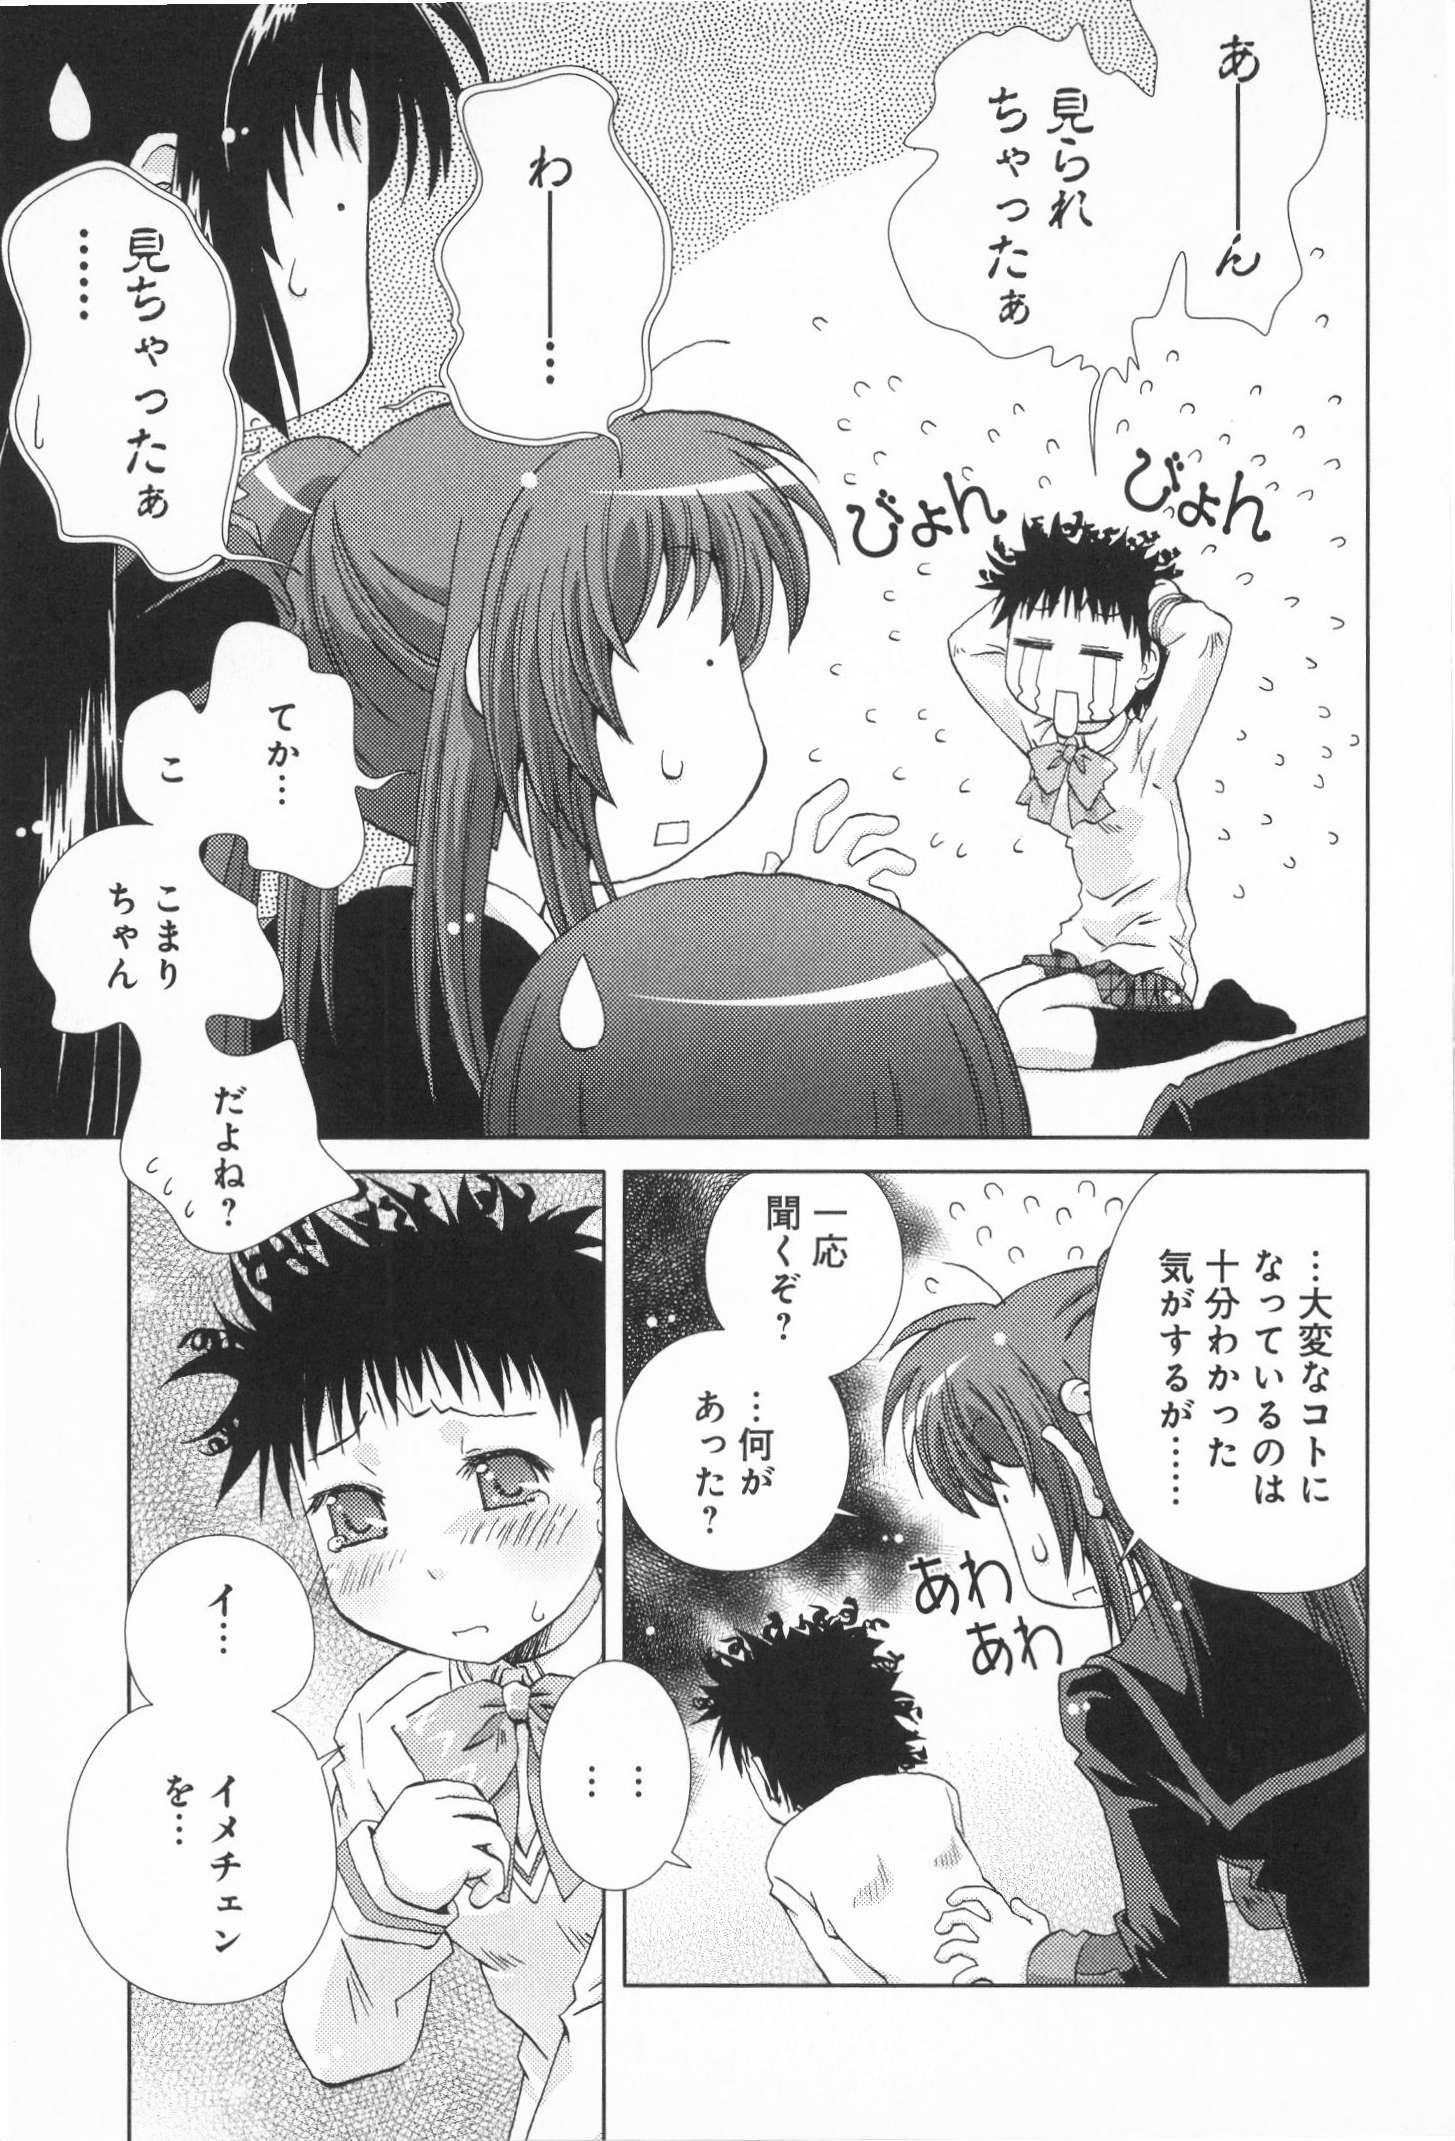 あーーん
見られ
ちゃったぁ
びょん
びょん
わーー…
見ちゃったぁ
……
てか…
こ
こまり
ちゃん
だよね?
…大変なコトに
なっているのは
十分わかった
気がするが……
一応
聞くぞ?
…何が
あった?
あわ
あわ
……
イ…
イメチェン
を…